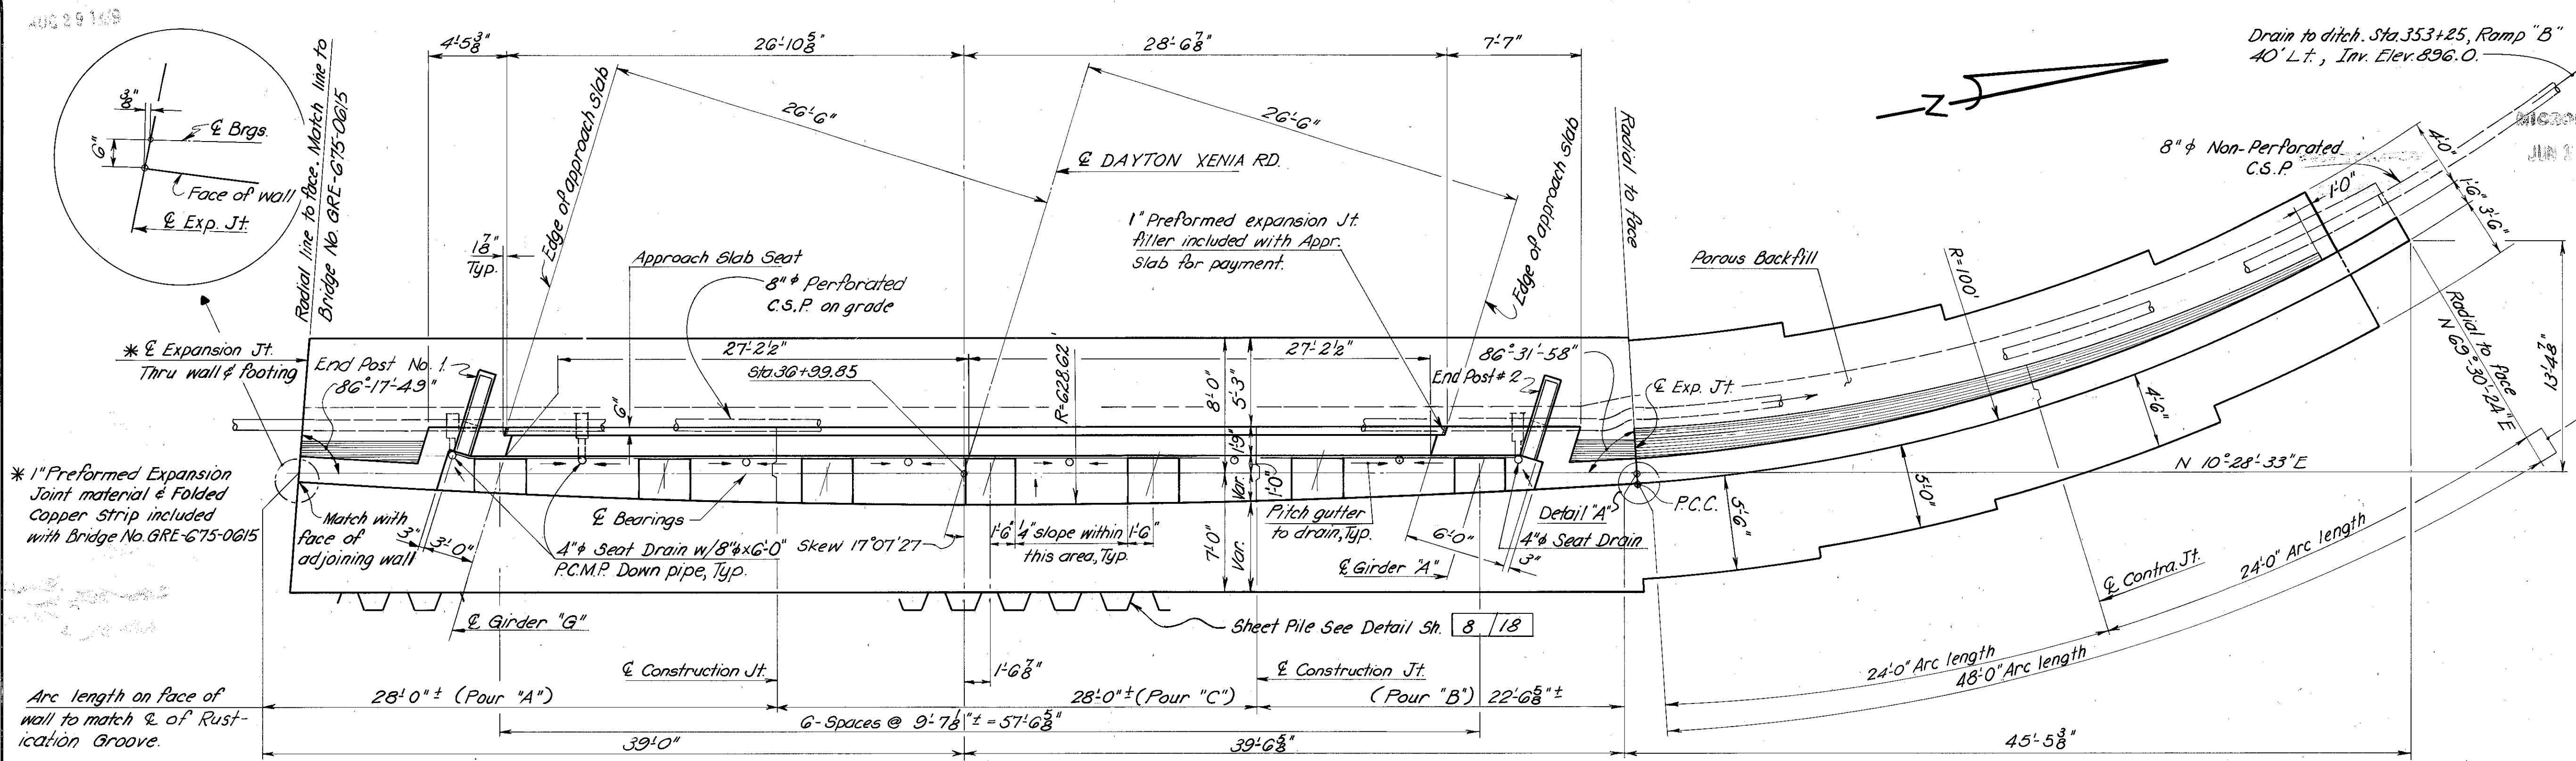 AUG 29 1969
4'-5 3/8"
26'-10 5/8"
28'-6 7/8"
7'-7"
Drain to ditch. Sta. 353+25, Ramp "B"
40' Lt., Inv. Elev. 896.0.
3/8"
6"
℄ Brgs.
Face of wall
℄ Exp. Jt.
Radial line to face. Match line to
Bridge No. GRE-675-0615
Edge of approach slab
26'-6"
26'-6"
℄ DAYTON XENIA RD.
Edge of approach slab
Radial to face
N
8"φ Non-Perforated
C.S.P.
4'-0"
1'-0"
1'-6"
3'-6"
1 7/8"
Typ.
Approach Slab Seat
8"φ Perforated
C.S.P. on grade
1" Preformed expansion Jt.
filler included with Appr.
Slab for payment.
Porous Backfill
R=100'
Radial to face
N 69°30'-24"E
13'-4 1/8"
* ℄ Expansion Jt.
Thru wall & footing
End Post No. 1
86°-17'-49"
27'-2 1/2"
Sta. 36+99.85
R=628.62'
8'-0"
5'-3"
27'-2 1/2"
86°-31'-58"
End Post #2
℄ Exp. Jt.
6"
1'-9"
1'-0"
Var.
4'-6"
N 10°-28'-33"E
* 1" Preformed Expansion
Joint material & Folded
Copper Strip included
with Bridge No. GRE-675-0615
Match with
face of
adjoining wall
3"
3'-0"
℄ Bearings
4"φ Seat Drain w/8"φx6'-0"
P.C.M.P. Down pipe, Typ.
Skew 17°07'27
1'-6"
1/4" slope within
this area, Typ.
1'-6"
7'-0"
Var.
Pitch gutter
to drain, Typ.
6'-0"
℄ Girder "A"
Detail "A"
4"φ Seat Drain
3"
P.C.C.
5'-6"
5'-0"
℄ Contra. Jt.
24'-0" Arc length
℄ Girder "G"
Sheet Pile See Detail Sh. 8/18
24'-0" Arc length
48'-0" Arc length
℄ Construction Jt.
1'-6 7/8"
℄ Construction Jt.
Arc length on face of
wall to match ℄ of Rust-
ication Groove.
28'-0"± (Pour "A")
28'-0"± (Pour "C")
(Pour "B") 22'-6 5/8"±
6-Spaces @ 9'-7 1/8"± = 57'-6 5/8"
39'-0"
39'-6 5/8"
45'-5 3/8"